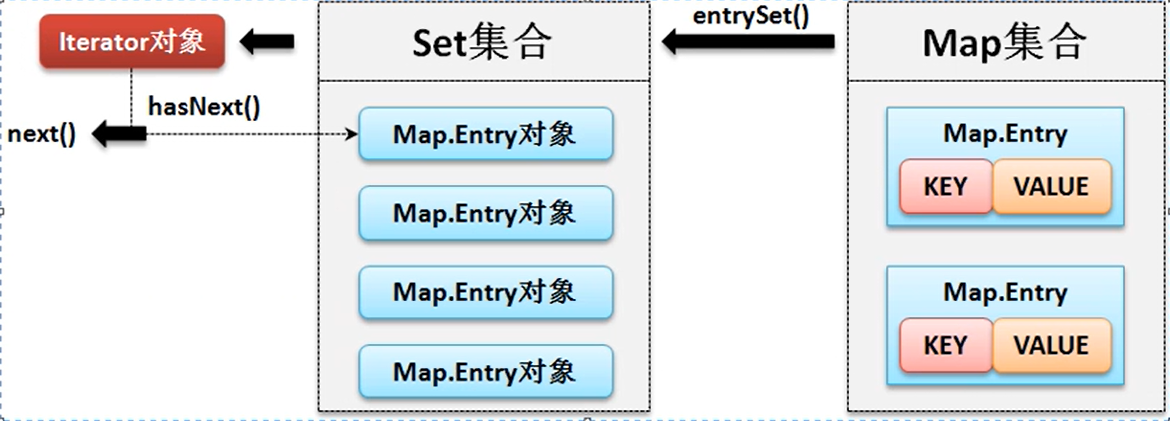 Iterator对象
hasNext()
next()
Set集合
Map.Entry对象
Map.Entry对象
Map.Entry对象
Map.Entry对象
entrySet()
Map集合
Map.Entry
KEY VALUE
Map.Entry
KEY VALUE